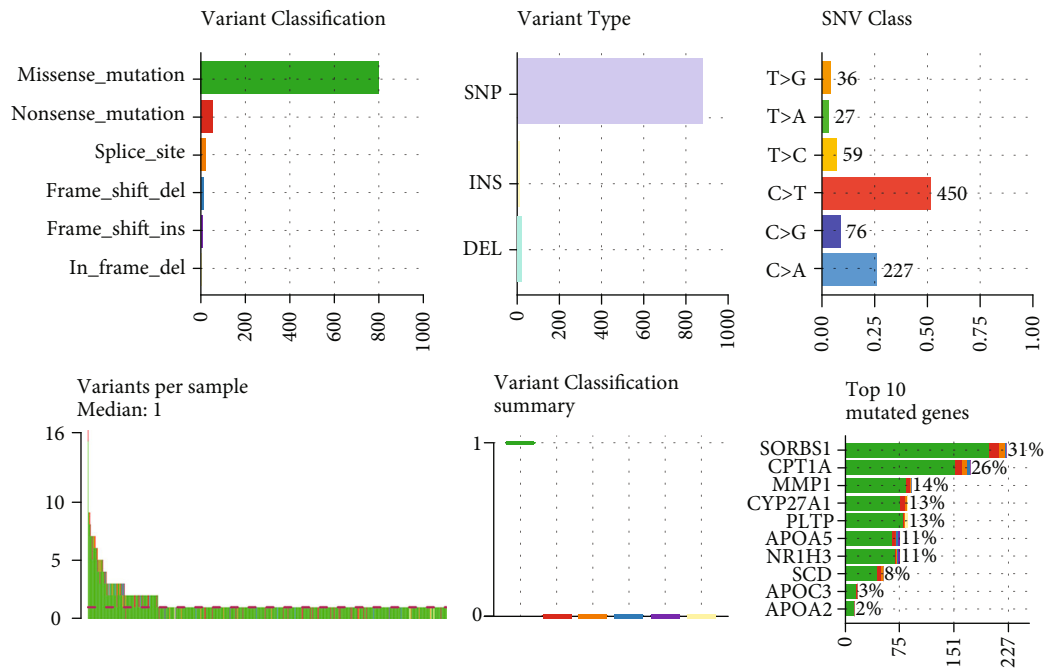 Variant Classification
Missense_mutation
Nonsense_mutation
Splice_site
Frame_shift_del
Frame_shift_ins
In_frame_del
0
200
400
600
800
1000
Variant Type
SNP
INS
DEL
0
200
400
600
800
1000
SNV Class
T>G
36
T>A
27
T>C
59
C>T
450
C>G
76
C>A
227
0.00
0.25
0.50
0.75
1.00
Variants per sample
Median: 1
16
10
5
0
Variant Classification
summary
1
0
Top 10
mutated genes
SORBS1
31%
CPT1A
26%
MMP1
14%
CYP27A1
13%
PLTP
13%
APOA5
11%
NR1H3
11%
SCD
8%
APOC3
3%
APOA2
2%
0
75
151
227